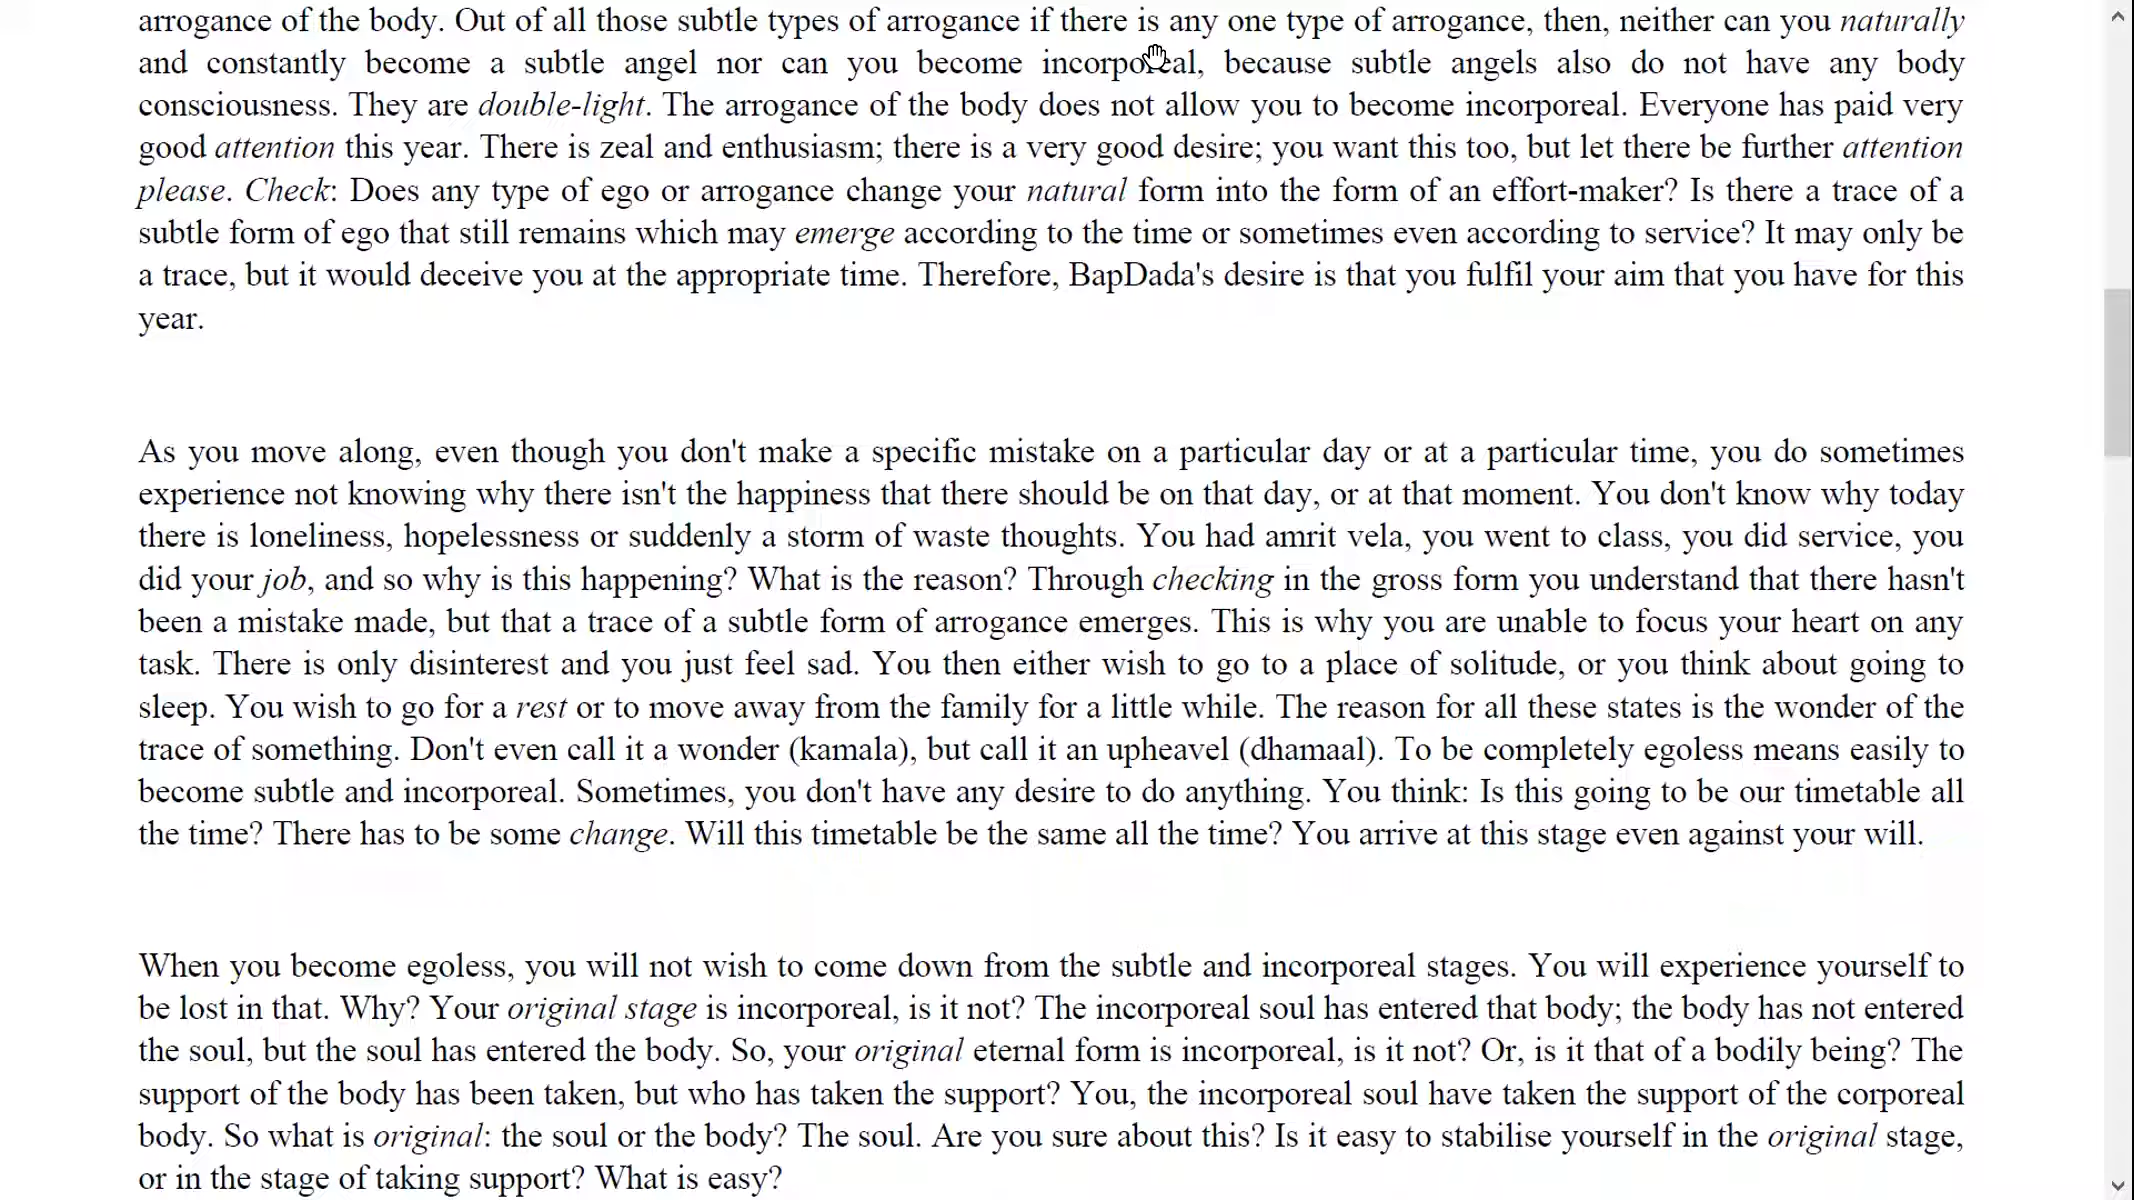 arrogance of the body. Out of all those subtle types of arrogance if there is any one type of arrogance, then, neither can you naturally
and constantly become a subtle angel nor can you become incorporeal, because subtle angels also do not have any body
consciousness. They are double-light. The arrogance of the body does not allow you to become incorporeal. Everyone has paid very
good attention this year. There is zeal and enthusiasm; there is a very good desire; you want this too, but let there be further attention
please. Check: Does any type of ego or arrogance change your natural form into the form of an effort-maker? Is there a trace of a
subtle form of ego that still remains which may emerge according to the time or sometimes even according to service? It may only be
a trace, but it would deceive you at the appropriate time. Therefore, BapDada's desire is that you fulfil your aim that you have for this
year.
As you move along, even though you don't make a specific mistake on a particular day or at a particular time, you do sometimes
experience not knowing why there isn't the happiness that there should be on that day, or at that moment. You don't know why today
there is loneliness, hopelessness or suddenly a storm of waste thoughts. You had amrit vela, you went to class, you did service, you
did your job, and so why is this happening? What is the reason? Through checking in the gross form you understand that there hasn't
been a mistake made, but that a trace of a subtle form of arrogance emerges. This is why you are unable to focus your heart on any
task. There is only disinterest and you just feel sad. You then either wish to go to a place of solitude, or you think about going to
sleep. You wish to go for a rest or to move away from the family for a little while. The reason for all these states is the wonder of the
trace of something. Don't even call it a wonder (kamala), but call it an upheavel (dhamaal). To be completely egoless means easily to
become subtle and incorporeal. Sometimes, you don't have any desire to do anything. You think: Is this going to be our timetable all
the time? There has to be some change. Will this timetable be the same all the time? You arrive at this stage even against your will.
When you become egoless, you will not wish to come down from the subtle and incorporeal stages. You will experience yourself to
be lost in that. Why? Your original stage is incorporeal, is it not? The incorporeal soul has entered that body; the body has not entered
the soul, but the soul has entered the body. So, your original eternal form is incorporeal, is it not? Or, is it that of a bodily being? The
support of the body has been taken, but who has taken the support? You, the incorporeal soul have taken the support of the corporeal
body. So what is original: the soul or the body? The soul. Are you sure about this? Is it easy to stabilise yourself in the original stage,
or in the stage of taking support? What is easy?